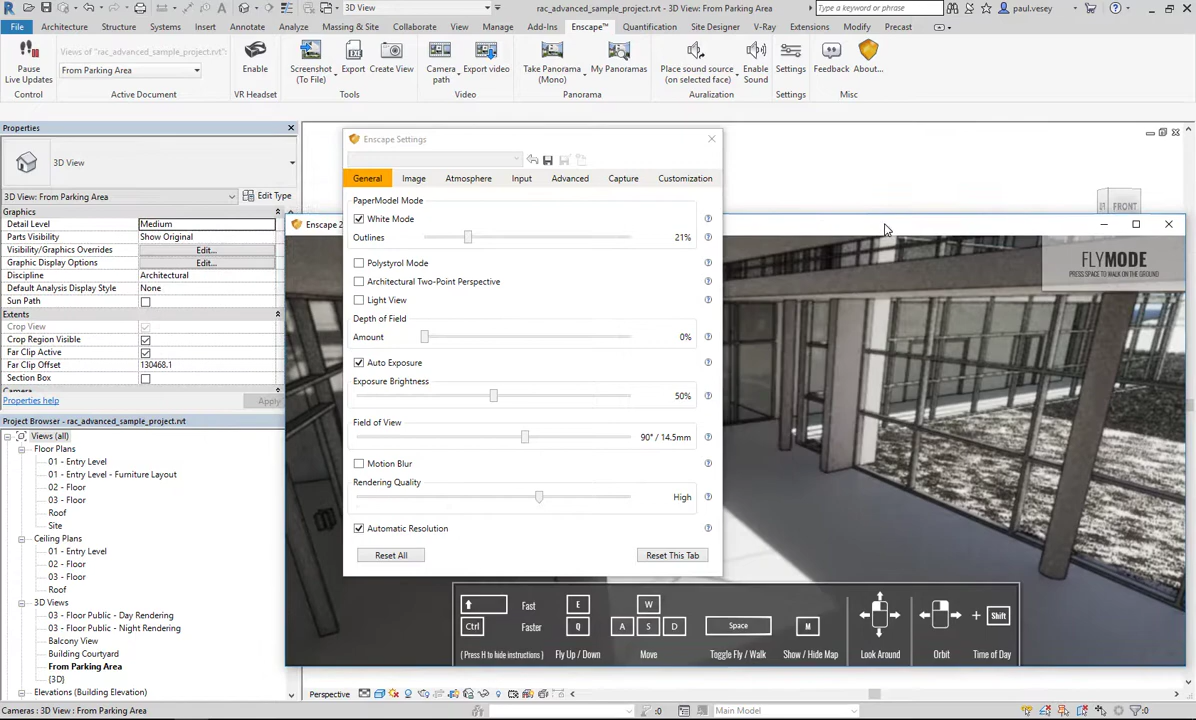 3D View
rac_advanced_sample_project.rvt - 3D View: From Parking Area
Type a keyword or phrase
paul.vesey
File Architecture Structure Systems Insert Annotate Analyze Massing & Site Collaborate View Manage Add-Ins Enscape™ Quantification Site Designer V-Ray Extensions Modify Precast
Pause
Live Updates
Control
Views of "rac_advanced_sample_project.rvt":
From Parking Area
Active Document
Enable
VR Headset
Screenshot
(To File)
Export
Create View
Tools
Camera
path
Export video
Video
Take Panorama
(Mono)
My Panoramas
Panorama
Place sound source
(on selected face)
Enable
Sound
Auralization
Settings
Settings
Feedback
About...
Misc
Properties
3D View
3D View: From Parking Area
Edit Type
Graphics
Detail Level Medium
Parts Visibility Show Original
Visibility/Graphics Overrides Edit...
Graphic Display Options Edit...
Discipline Architectural
Default Analysis Display Style None
Sun Path
Extents
Crop View
Crop Region Visible
Far Clip Active
Far Clip Offset 130468.1
Section Box
Camera
Properties help
Apply
Project Browser - rac_advanced_sample_project.rvt
Views (all)
Floor Plans
01 - Entry Level
01 - Entry Level - Furniture Layout
02 - Floor
03 - Floor
Roof
Site
Ceiling Plans
01 - Entry Level
02 - Floor
03 - Floor
Roof
3D Views
03 - Floor Public - Day Rendering
03 - Floor Public - Night Rendering
Balcony View
Building Courtyard
From Parking Area
{3D}
Elevations (Building Elevation)
Enscape Settings
General Image Atmosphere Input Advanced Capture Customization
PaperModel Mode
White Mode
Outlines 21%
Polystyrol Mode
Architectural Two-Point Perspective
Light View
Depth of Field
Amount 0%
Auto Exposure
Exposure Brightness
50%
Field of View
90° / 14.5mm
Motion Blur
Rendering Quality
High
Automatic Resolution
Reset All
Reset This Tab
FRONT
Enscape 2
FLYMODE
PRESS SPACE TO WALK ON THE GROUND
Fast
Ctrl Faster
( Press H to hide instructions )
E
Q
Fly Up / Down
W
A S D
Move
Space
Toggle Fly / Walk
M
Show / Hide Map
Look Around
Orbit
+ Shift
Time of Day
Perspective
Cameras : 3D View: From Parking Area
:0
Main Model
:0